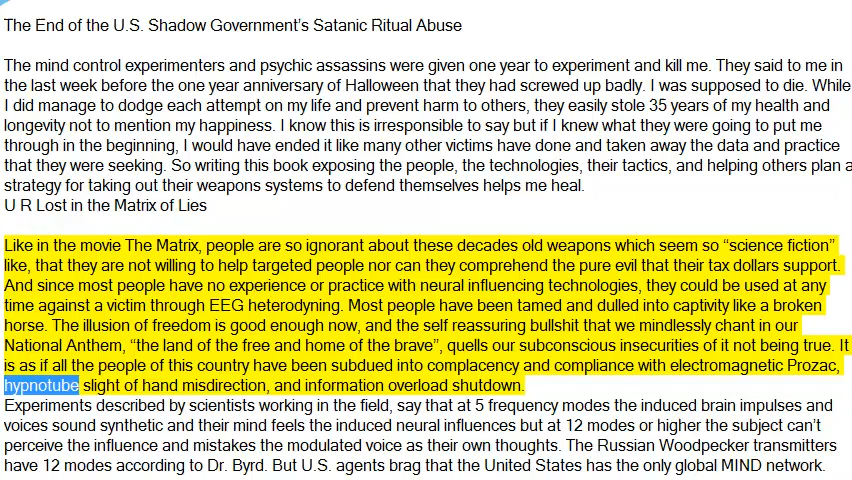 The End of the U.S. Shadow Government's Satanic Ritual Abuse
The mind control experimenters and psychic assassins were given one year to experiment and kill me. They said to me in
the last week before the one year anniversary of Halloween that they had screwed up badly. I was supposed to die. While
I did manage to dodge each attempt on my life and prevent harm to others, they easily stole 35 years of my health and
longevity not to mention my happiness. I know this is irresponsible to say but if I knew what they were going to put me
through in the beginning, I would have ended it like many other victims have done and taken away the data and practice
that they were seeking. So writing this book exposing the people, the technologies, their tactics, and helping others plan a
strategy for taking out their weapons systems to defend themselves helps me heal.
U R Lost in the Matrix of Lies
Like in the movie The Matrix, people are so ignorant about these decades old weapons which seem so “science fiction”
like, that they are not willing to help targeted people nor can they comprehend the pure evil that their tax dollars support.
And since most people have no experience or practice with neural influencing technologies, they could be used at any
time against a victim through EEG heterodyning. Most people have been tamed and dulled into captivity like a broken
horse. The illusion of freedom is good enough now, and the self reassuring bullshit that we mindlessly chant in our
National Anthem, “the land of the free and home of the brave”, quells our subconscious insecurities of it not being true. It
is as if all the people of this country have been subdued into complacency and compliance with electromagnetic Prozac,
hypnotube slight of hand misdirection, and information overload shutdown.
Experiments described by scientists working in the field, say that at 5 frequency modes the induced brain impulses and
voices sound synthetic and their mind feels the induced neural influences but at 12 modes or higher the subject can't
perceive the influence and mistakes the modulated voice as their own thoughts. The Russian Woodpecker transmitters
have 12 modes according to Dr. Byrd. But U.S. agents brag that the United States has the only global MIND network.